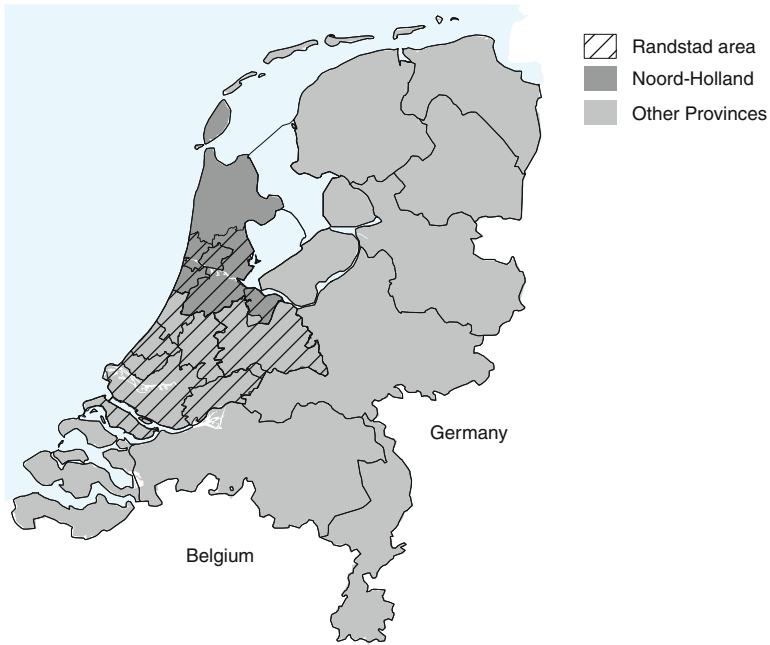 Randstad area
Noord-Holland
Other Provinces
Germany
Belgium